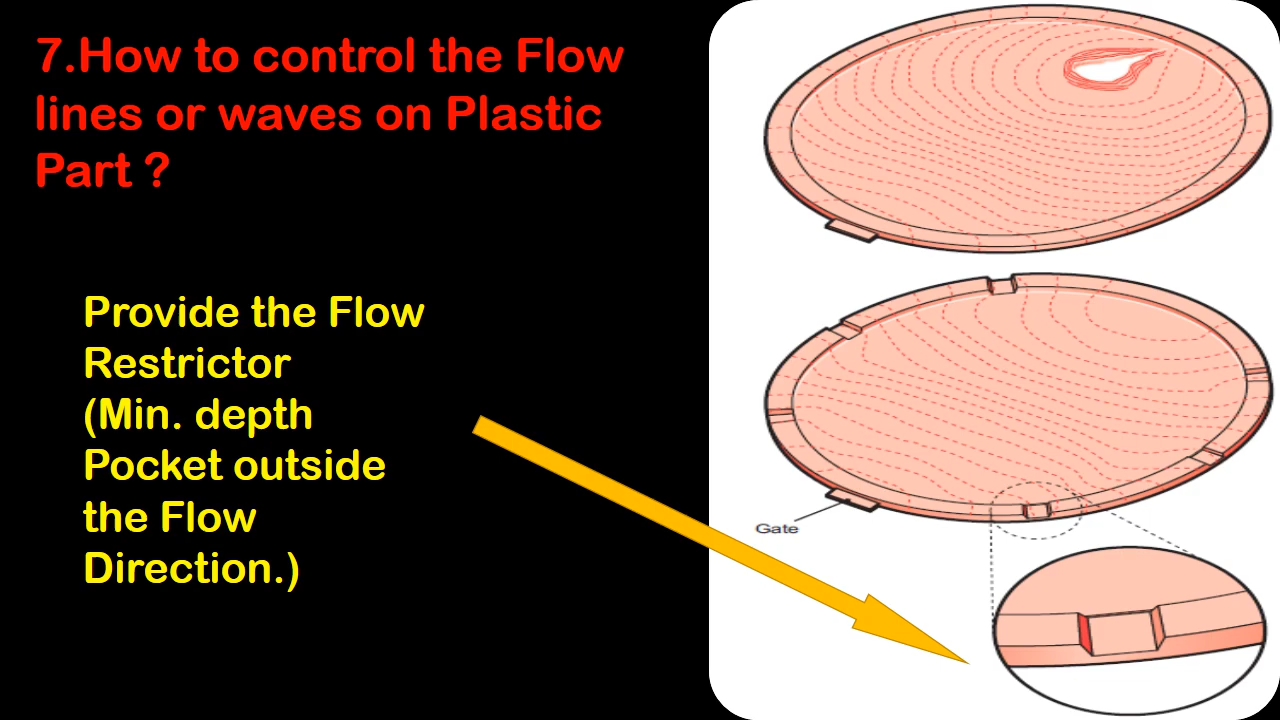 7.How to control the Flow
lines or waves on Plastic
Part ?
Provide the Flow
Restrictor
(Min. depth
Pocket outside
the Flow
Direction.)
Gate